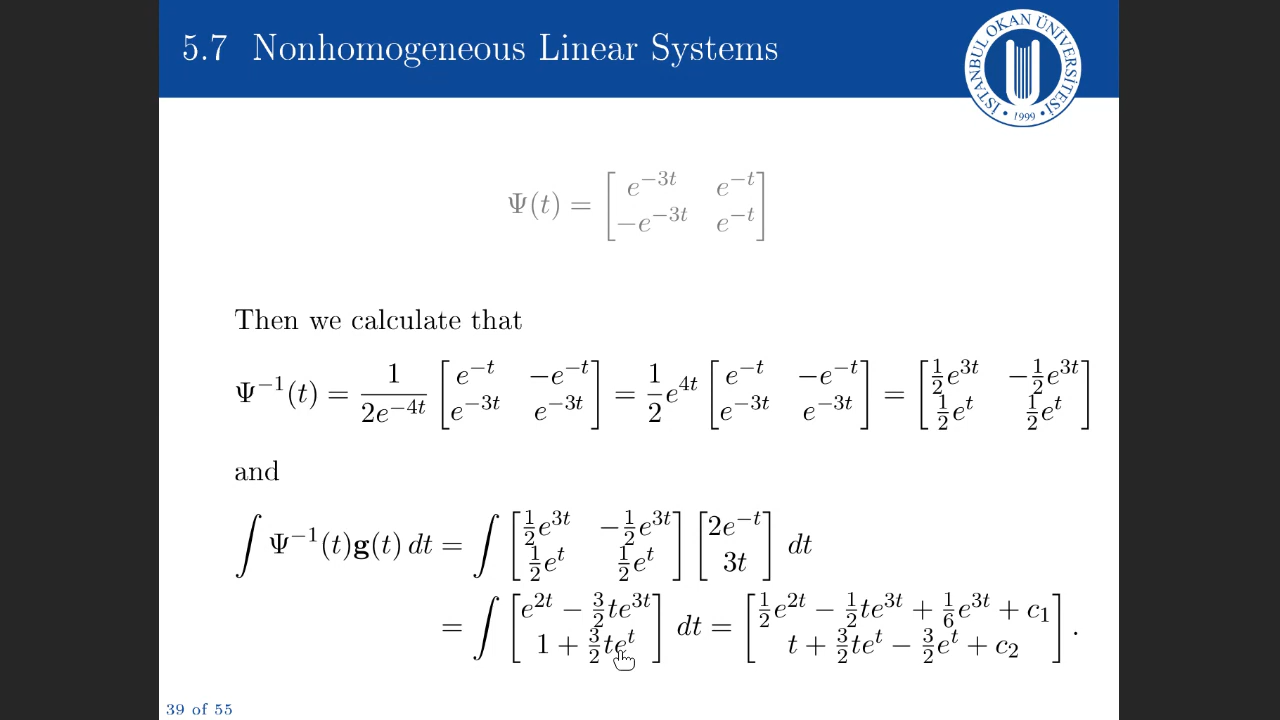 5.7 Nonhomogeneous Linear Systems
İSTANBUL OKAN ÜNİVERSİTESİ
• 1999 •
Ψ(t) = [e^{−3t} e^{−t}; −e^{−3t} e^{−t}]
Then we calculate that
Ψ^{−1}(t) = 1/(2e^{−4t}) [e^{−t} −e^{−t}; e^{−3t} e^{−3t}] = 1/2 e^{4t} [e^{−t} −e^{−t}; e^{−3t} e^{−3t}] = [1/2 e^{3t} −1/2 e^{3t}; 1/2 e^{t} 1/2 e^{t}]
and
∫ Ψ^{−1}(t)g(t) dt = ∫ [1/2 e^{3t} −1/2 e^{3t}; 1/2 e^{t} 1/2 e^{t}] [2e^{−t}; 3t] dt
= ∫ [e^{2t} − 3/2 te^{3t}; 1 + 3/2 te^{t}] dt = [1/2 e^{2t} − 1/2 te^{3t} + 1/6 e^{3t} + c₁; t + 3/2 te^{t} − 3/2 e^{t} + c₂].
39 of 55